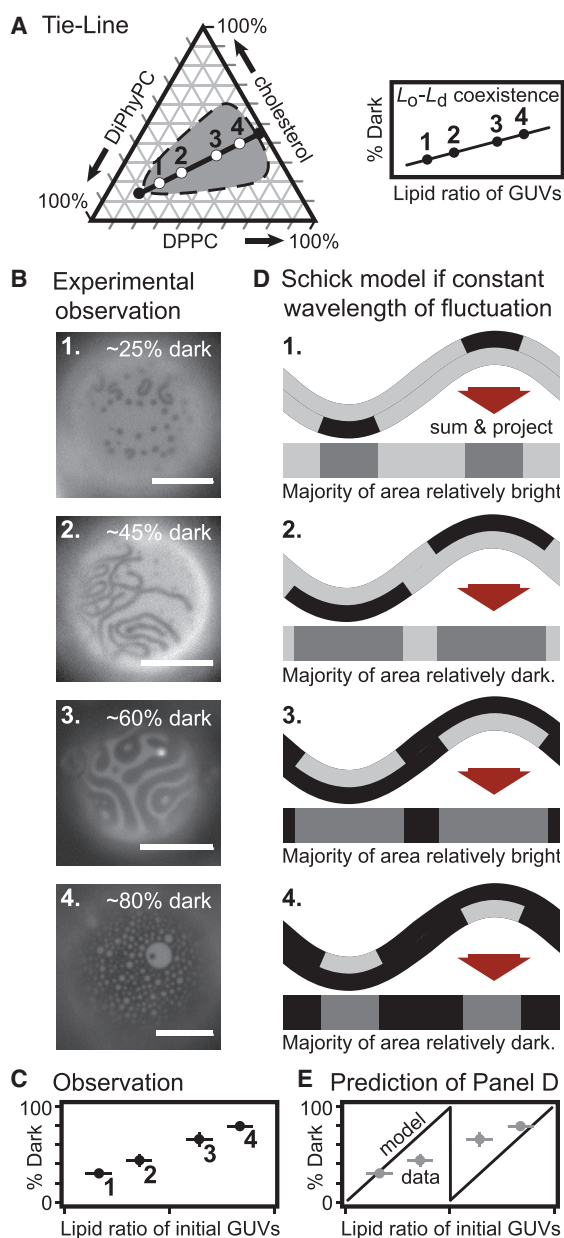 A Tie-Line
100%
DiPhyPC
cholesterol
1 2 3 4
100%
DPPC
100%
% Dark
Lo-Ld coexistence
1 2 3 4
Lipid ratio of GUVs
B Experimental
observation
1. ~25% dark
2. ~45% dark
3. ~60% dark
4. ~80% dark
D Schick model if constant
wavelength of fluctuation
1.
sum & project
Majority of area relatively bright
2.
Majority of area relatively dark.
3.
Majority of area relatively bright
4.
Majority of area relatively dark.
C Observation
100
% Dark
0
1 2 3 4
Lipid ratio of initial GUVs
E Prediction of Panel D
100
% Dark
0
model
data
Lipid ratio of initial GUVs